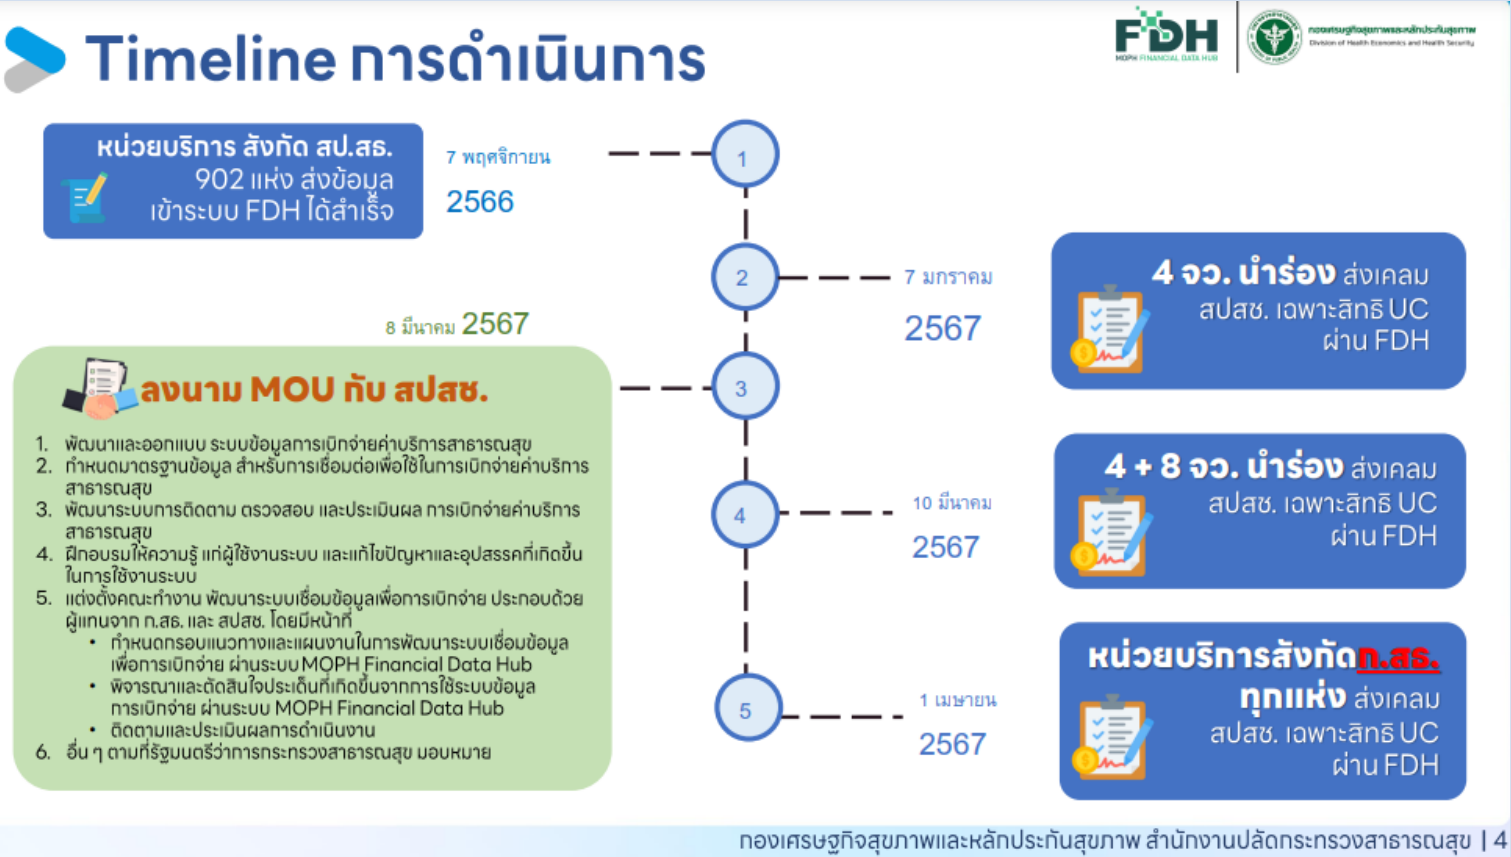 Timeline การดำเนินการ
FDH
MOPH FINANCIAL DATA HUB
กองเศรษฐกิจสุขภาพและหลักประกันสุขภาพ
Division of Health Economics and Health Security
หน่วยบริการ สังกัด สป.สธ.
902 แห่ง ส่งข้อมูล
เข้าระบบ FDH ได้สำเร็จ
7 พฤศจิกายน
2566
1
2
7 มกราคม
2567
4 จว. นำร่อง ส่งเคลม
สปสช. เฉพาะสิทธิ UC
ผ่าน FDH
8 มีนาคม 2567
3
ลงนาม MOU กับ สปสช.
1. พัฒนาและออกแบบ ระบบข้อมูลการเบิกจ่ายค่าบริการสาธารณสุข
2. กำหนดมาตรฐานข้อมูล สำหรับการเชื่อมต่อเพื่อใช้ในการเบิกจ่ายค่าบริการ
สาธารณสุข
3. พัฒนาระบบการติดตาม ตรวจสอบ และประเมินผล การเบิกจ่ายค่าบริการ
สาธารณสุข
4. ฝึกอบรมให้ความรู้ แก่ผู้ใช้งานระบบ และแก้ไขปัญหาและอุปสรรคที่เกิดขึ้น
ในการใช้งานระบบ
5. แต่งตั้งคณะทำงาน พัฒนาระบบเชื่อมข้อมูลเพื่อการเบิกจ่าย ประกอบด้วย
ผู้แทนจาก ก.สธ. และ สปสช. โดยมีหน้าที่
• กำหนดกรอบแนวทางและแผนงานในการพัฒนาระบบเชื่อมข้อมูล
เพื่อการเบิกจ่าย ผ่านระบบ MOPH Financial Data Hub
• พิจารณาและตัดสินใจประเด็นที่เกิดขึ้นจากการใช้ระบบข้อมูล
การเบิกจ่าย ผ่านระบบ MOPH Financial Data Hub
• ติดตามและประเมินผลการดำเนินงาน
6. อื่น ๆ ตามที่รัฐมนตรีว่าการกระทรวงสาธารณสุข มอบหมาย
4
10 มีนาคม
2567
4 + 8 จว. นำร่อง ส่งเคลม
สปสช. เฉพาะสิทธิ UC
ผ่าน FDH
5
1 เมษายน
2567
หน่วยบริการสังกัดก.สธ.
ทุกแห่ง ส่งเคลม
สปสช. เฉพาะสิทธิ UC
ผ่าน FDH
กองเศรษฐกิจสุขภาพและหลักประกันสุขภาพ สำนักงานปลัดกระทรวงสาธารณสุข | 4